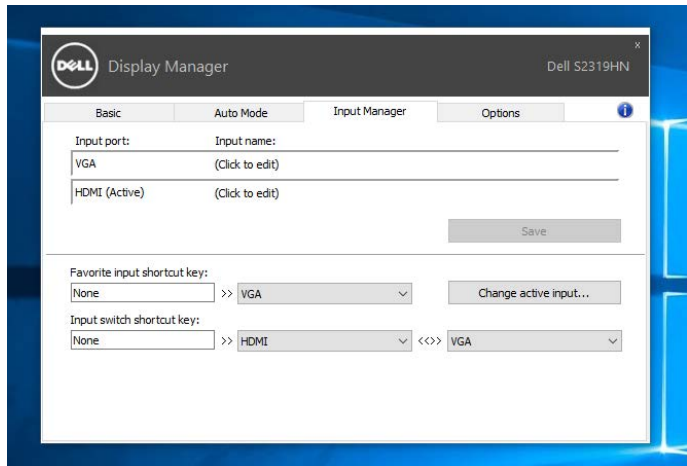 x
DELL Display Manager Dell S2319HN
Basic Auto Mode Input Manager Options i
Input port: Input name:
VGA (Click to edit)
HDMI (Active) (Click to edit)
Save
Favorite input shortcut key:
None >> VGA Change active input...
Input switch shortcut key:
None >> HDMI <<>> VGA